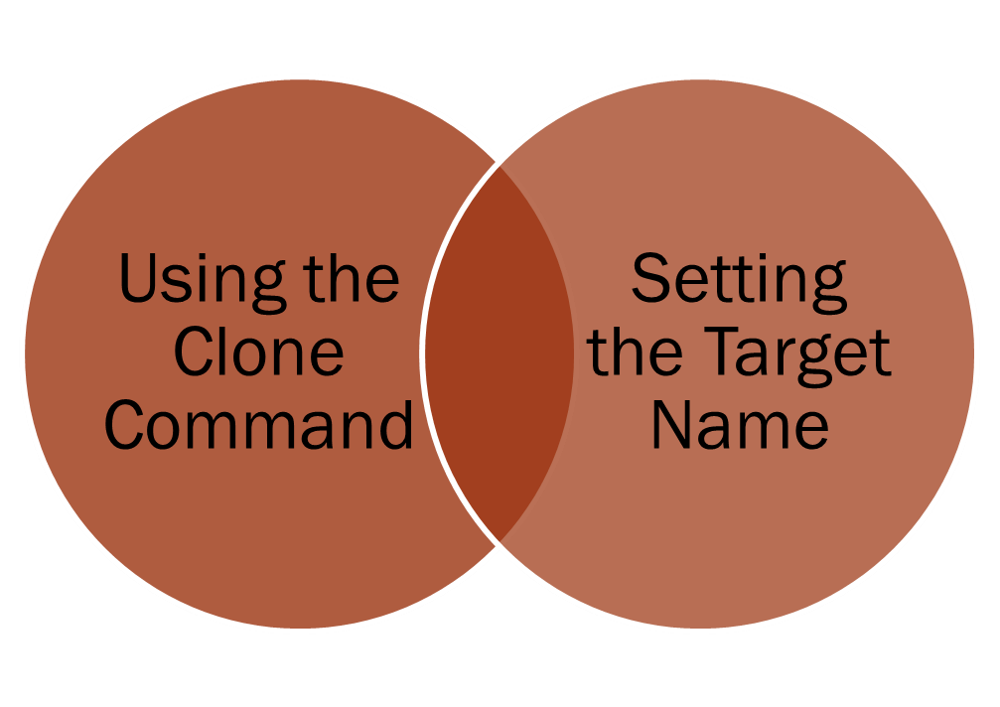 Using the
Clone
Command
Setting
the Target
Name